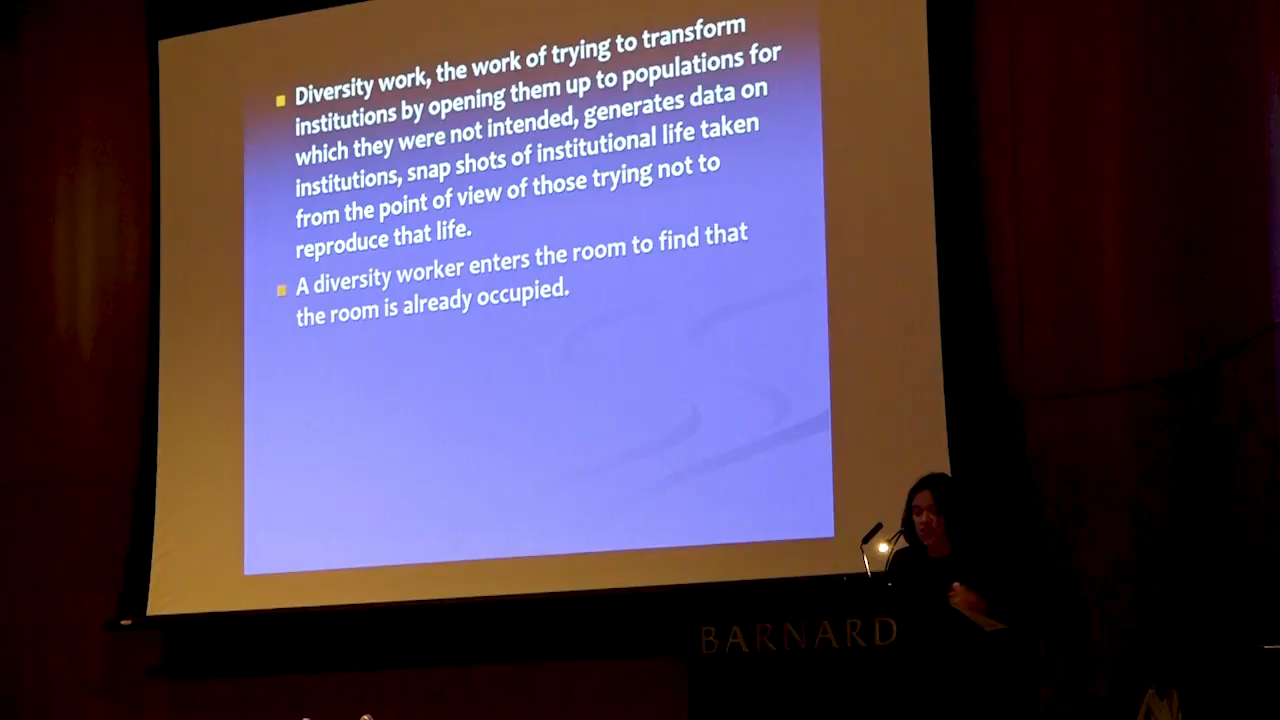 Diversity work, the work of trying to transform
institutions by opening them up to populations for
which they were not intended, generates data on
institutions, snap shots of institutional life taken
from the point of view of those trying not to
reproduce that life.
A diversity worker enters the room to find that
the room is already occupied.
BARNARD